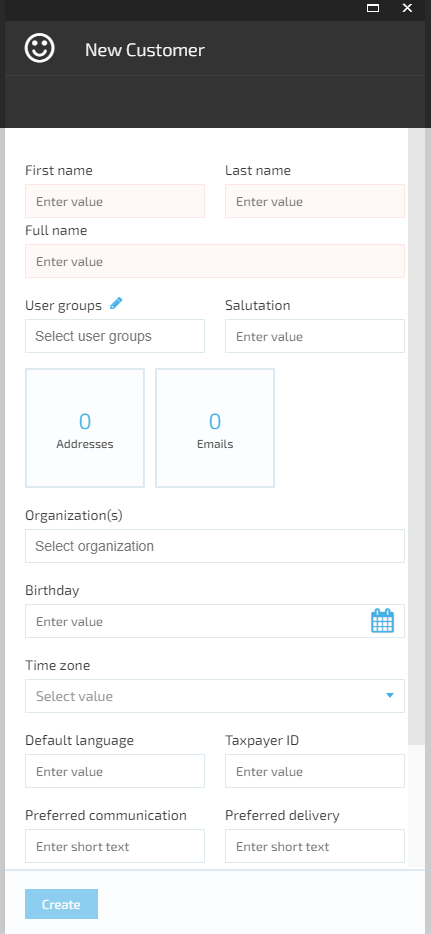 New Customer
First name
Last name
Enter value
Enter value
Full name
Enter value
User groups
Salutation
Select user groups
Enter value
0
Addresses
0
Emails
Organization(s)
Select organization
Birthday
Enter value
Time zone
Select value
Default language
Taxpayer ID
Enter value
Enter value
Preferred communication
Preferred delivery
Enter short text
Enter short text
Create